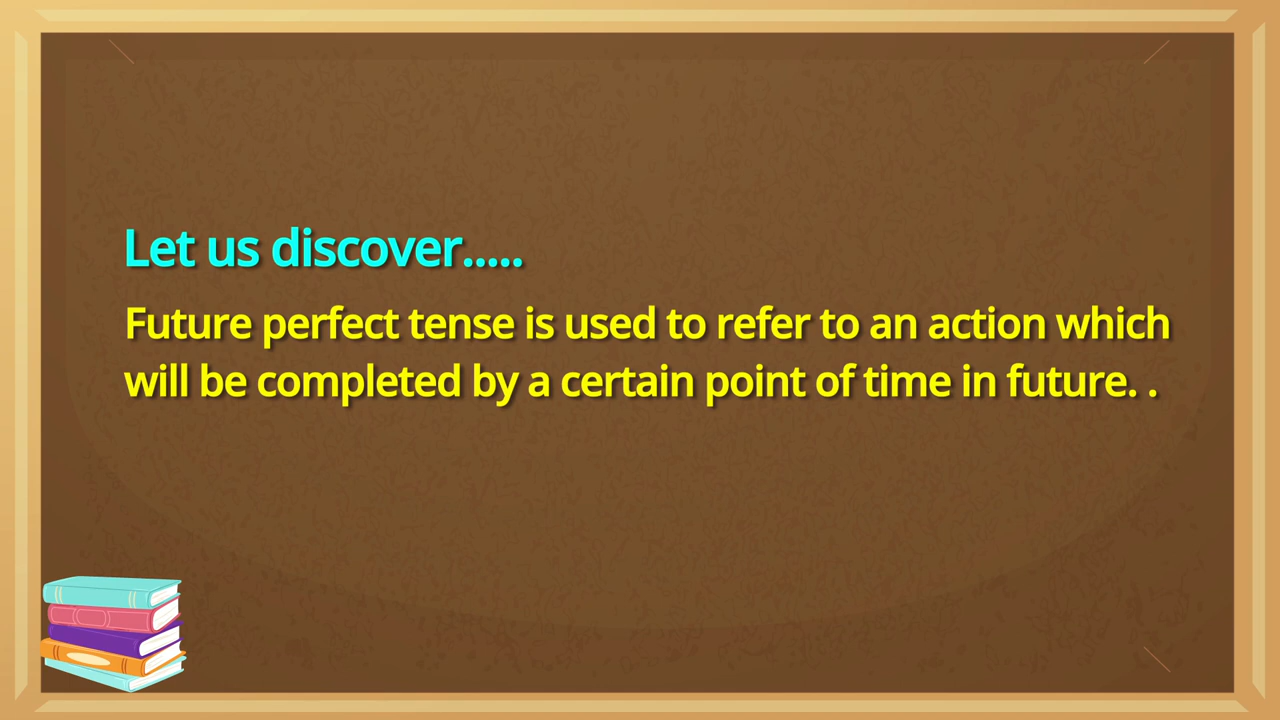 Let us discover.....
Future perfect tense is used to refer to an action which
will be completed by a certain point of time in future. .